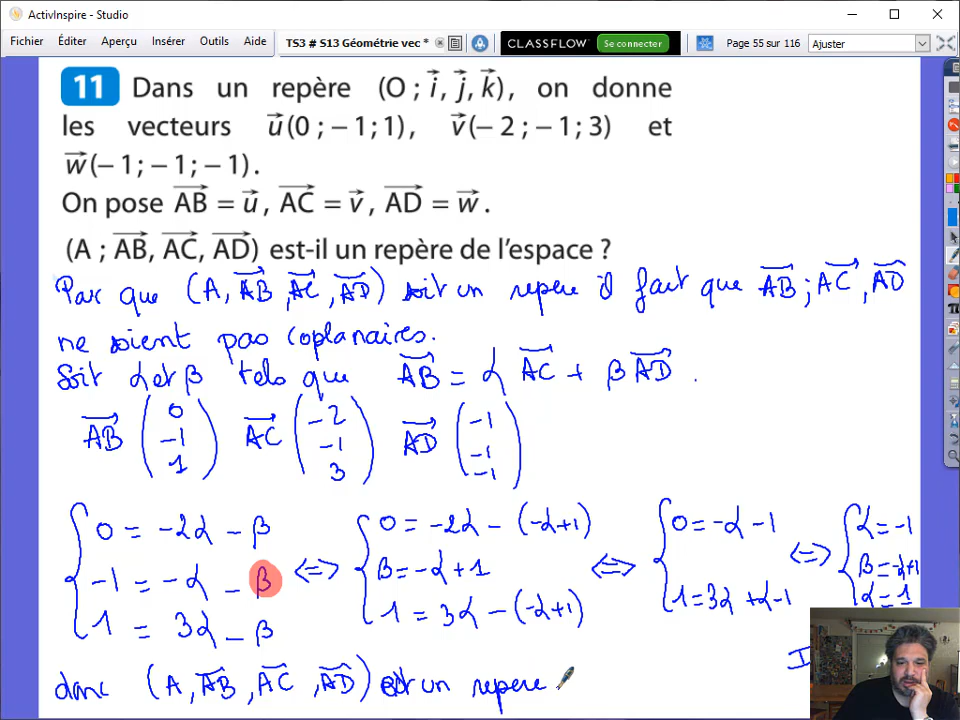 ActivInspire - Studio
Fichier Éditer Aperçu Insérer Outils Aide TS3 # S13 Géométrie vec * CLASSFLOW Se connecter Page 55 sur 116 Ajuster
11 Dans un repère (O ; i⃗, j⃗, k⃗), on donne
les vecteurs u⃗(0 ; – 1 ; 1), v⃗(– 2 ; – 1 ; 3) et
w⃗(– 1 ; – 1 ; – 1).
On pose AB⃗ = u⃗, AC⃗ = v⃗, AD⃗ = w⃗.
(A ; AB⃗, AC⃗, AD⃗) est-il un repère de l'espace ?
que (A, AB⃗, AC⃗, AD⃗) soit un repere il faut que AB⃗ ; AC⃗, AD⃗
ne soient pas coplanaires.
Soit α et β tels que AB⃗ = α AC⃗ + β AD⃗.
AB⃗ (0 -1 1) AC⃗ (-2 -1 3) AD⃗ (-1 -1 -1)
{ 0 = -2α - β <=> { 0 = -2α - (-α+1) <=> { 0 = -α - 1 <=> { α = -1
-1 = -α - β β = -α + 1 β = -α+1
1 = 3α - β 1 = 3α - (-α+1) 1 = 3α + α - 1 α = 1
donc (A, AB⃗, AC⃗, AD⃗) est un repere